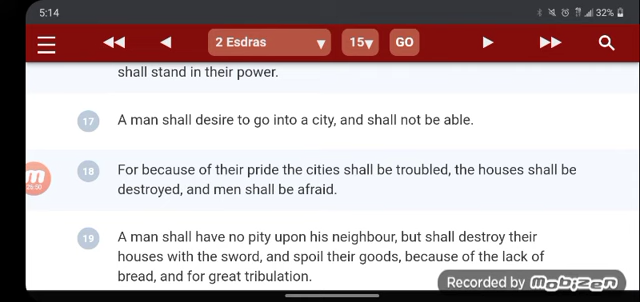 5:14
32%
2 Esdras
15
GO
shall stand in their power.
17 A man shall desire to go into a city, and shall not be able.
18 For because of their pride the cities shall be troubled, the houses shall be
destroyed, and men shall be afraid.
19 A man shall have no pity upon his neighbour, but shall destroy their
houses with the sword, and spoil their goods, because of the lack of
bread, and for great tribulation.
Recorded by Mobizen